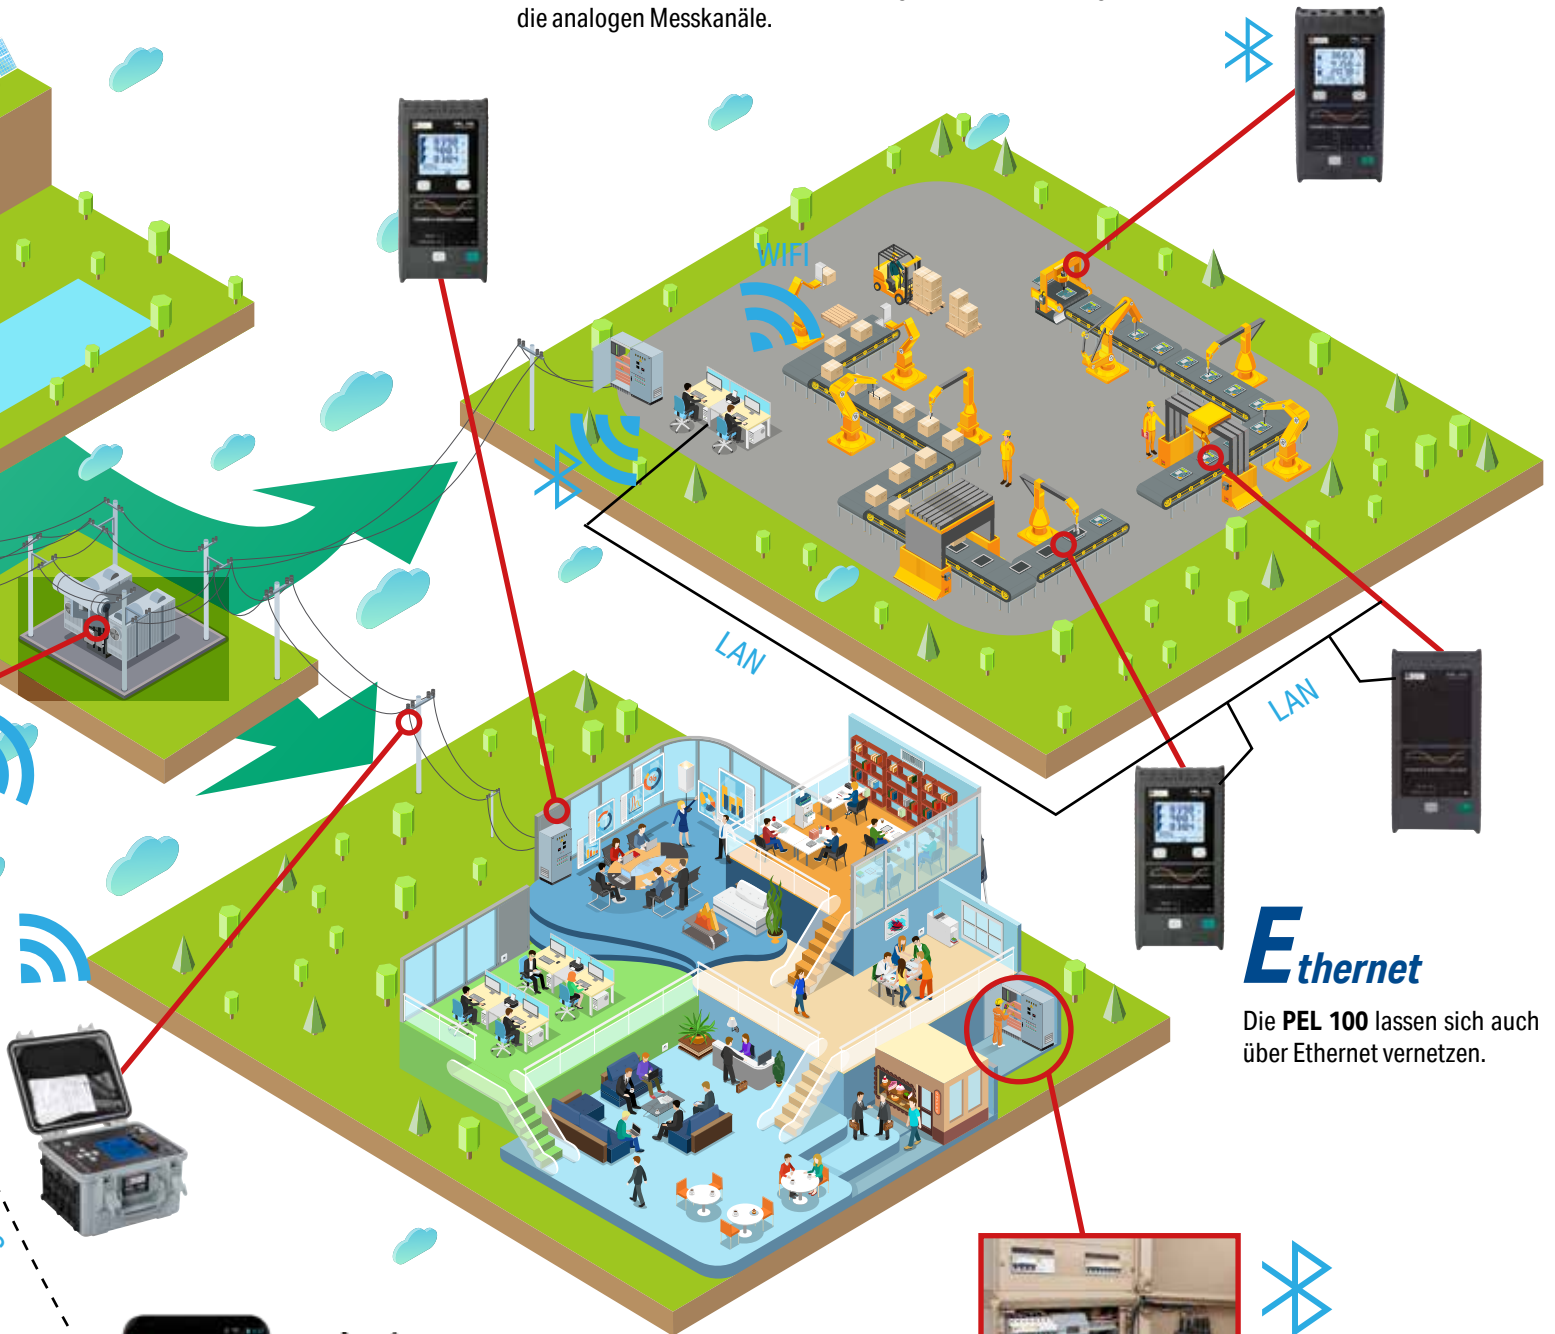 die analogen Messkanäle.
WIFI
LAN
LAN
Ethernet
Die PEL 100 lassen sich auch
über Ethernet vernetzen.